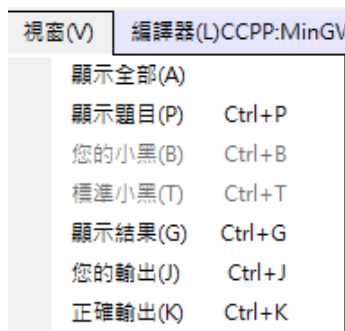 視窗(V) 編譯器(L)CCPP:MinGV
顯示全部(A)
顯示題目(P) Ctrl+P
您的小黑(B) Ctrl+B
標準小黑(T) Ctrl+T
顯示結果(G) Ctrl+G
您的輸出(J) Ctrl+J
正確輸出(K) Ctrl+K